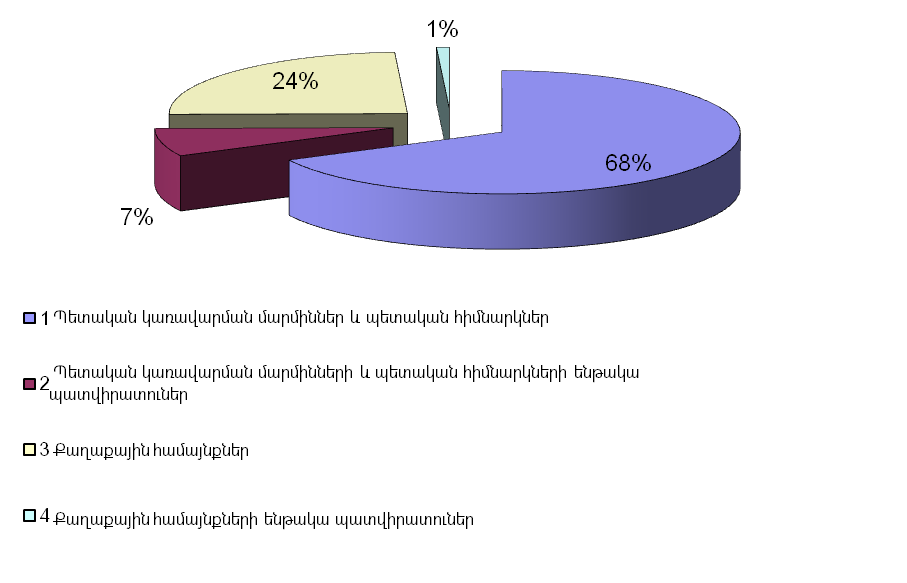 1%
24%
68%
7%
1 Պետական կառավարման մարմիններ և պետական հիմնարկներ
2 Պետական կառավարման մարմինների և պետական հիմնարկների ենթակա
պատվիրատուներ
3 Քաղաքային համայնքներ
4 Քաղաքային համայնքների ենթակա պատվիրատուներ